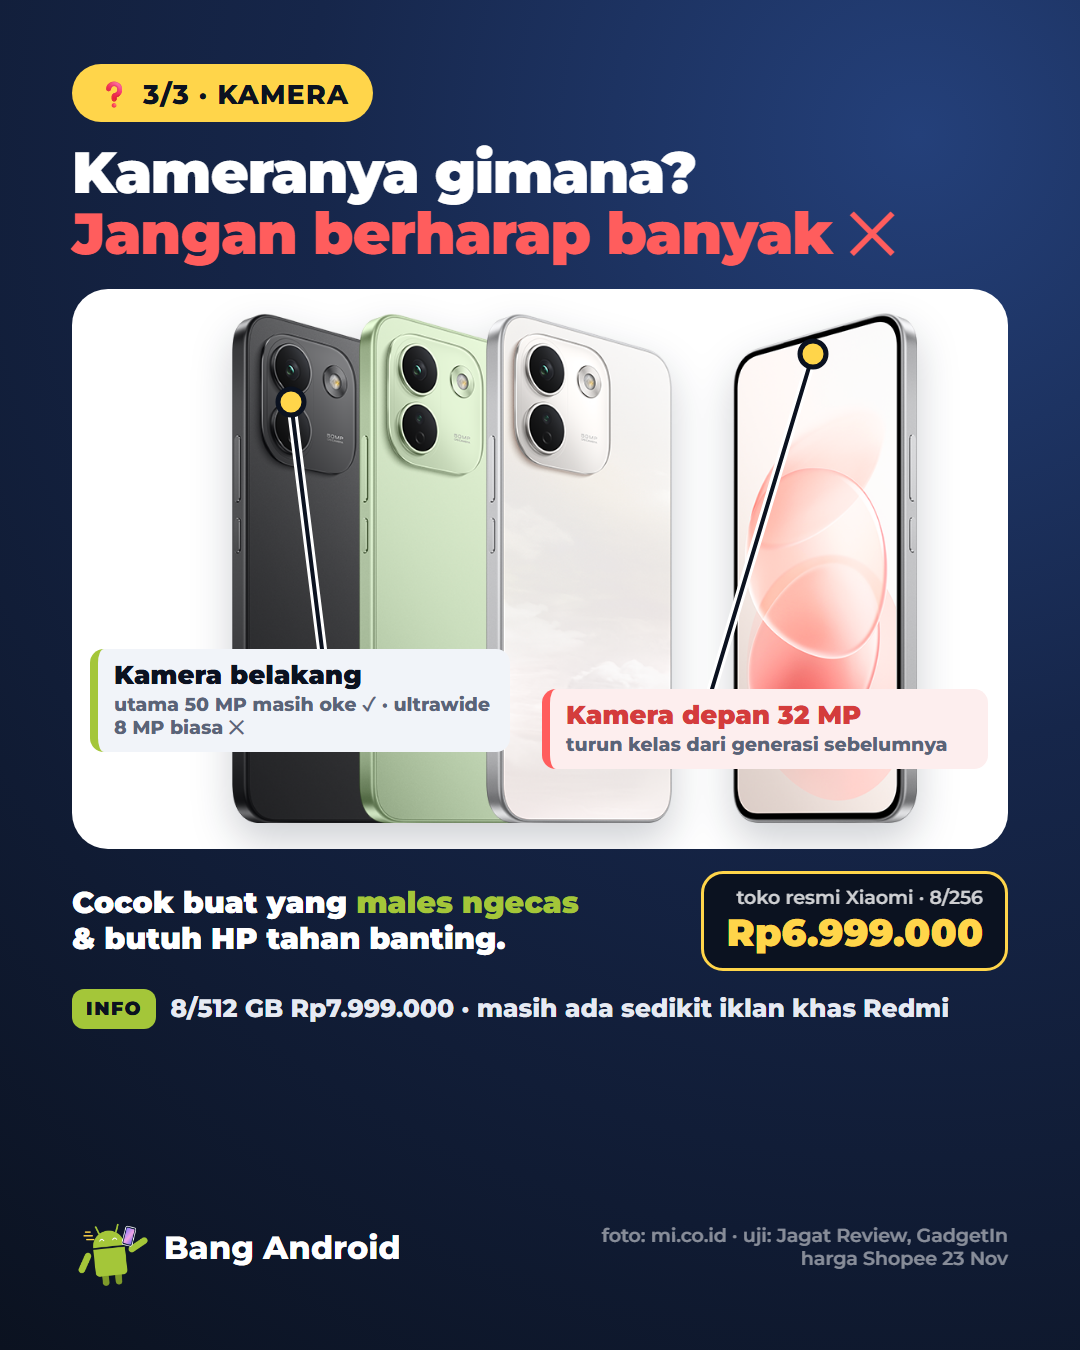 ❓ 3/3 · KAMERA
Kameranya gimana?
Jangan berharap banyak ✕
50MP
50MP
50MP
Kamera belakang
utama 50 MP masih oke ✓ · ultrawide
8 MP biasa ✕
Kamera depan 32 MP
turun kelas dari generasi sebelumnya
Cocok buat yang males ngecas
& butuh HP tahan banting.
toko resmi Xiaomi · 8/256
Rp6.999.000
INFO 8/512 GB Rp7.999.000 · masih ada sedikit iklan khas Redmi
Bang Android
foto: mi.co.id · uji: Jagat Review, GadgetIn
harga Shopee 23 Nov